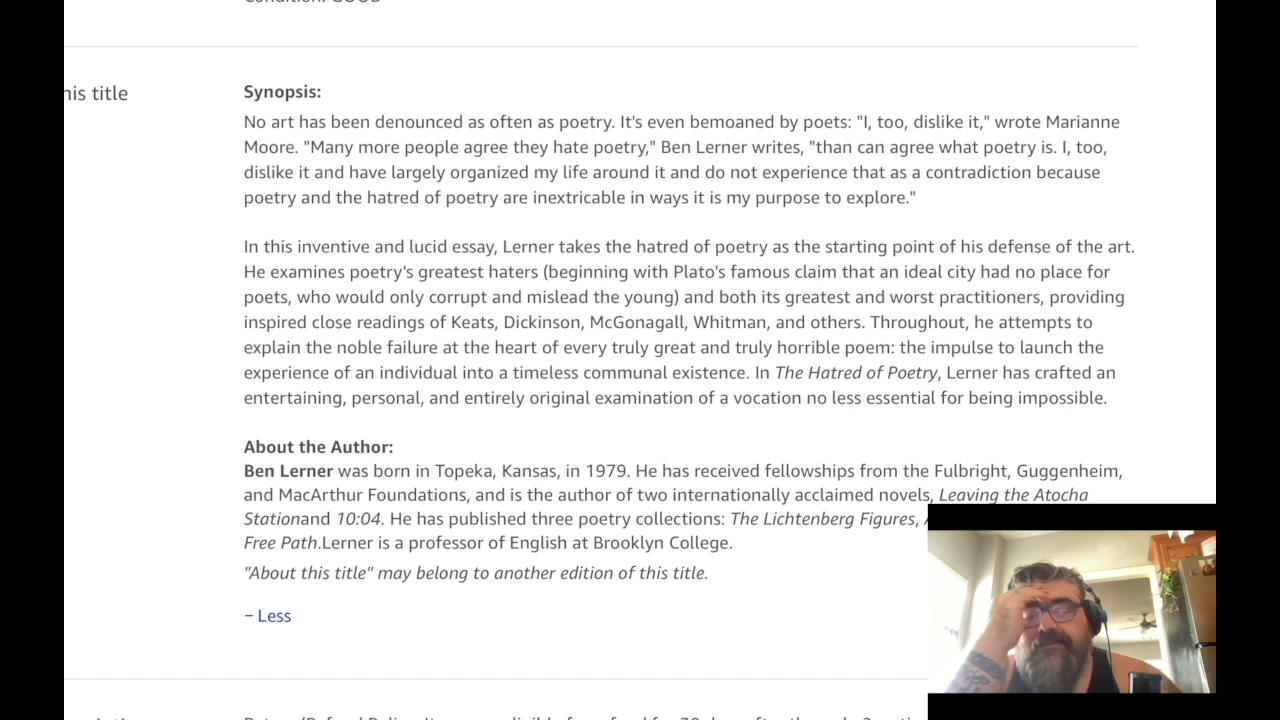 his title
Synopsis:
No art has been denounced as often as poetry. It's even bemoaned by poets: "I, too, dislike it," wrote Marianne
Moore. "Many more people agree they hate poetry," Ben Lerner writes, "than can agree what poetry is. I, too,
dislike it and have largely organized my life around it and do not experience that as a contradiction because
poetry and the hatred of poetry are inextricable in ways it is my purpose to explore."
In this inventive and lucid essay, Lerner takes the hatred of poetry as the starting point of his defense of the art.
He examines poetry's greatest haters (beginning with Plato's famous claim that an ideal city had no place for
poets, who would only corrupt and mislead the young) and both its greatest and worst practitioners, providing
inspired close readings of Keats, Dickinson, McGonagall, Whitman, and others. Throughout, he attempts to
explain the noble failure at the heart of every truly great and truly horrible poem: the impulse to launch the
experience of an individual into a timeless communal existence. In The Hatred of Poetry, Lerner has crafted an
entertaining, personal, and entirely original examination of a vocation no less essential for being impossible.
About the Author:
Ben Lerner was born in Topeka, Kansas, in 1979. He has received fellowships from the Fulbright, Guggenheim,
and MacArthur Foundations, and is the author of two internationally acclaimed novels, Leaving the Atocha
Stationand 10:04. He has published three poetry collections: The Lichtenberg Figures,
Free Path.Lerner is a professor of English at Brooklyn College.
"About this title" may belong to another edition of this title.
− Less